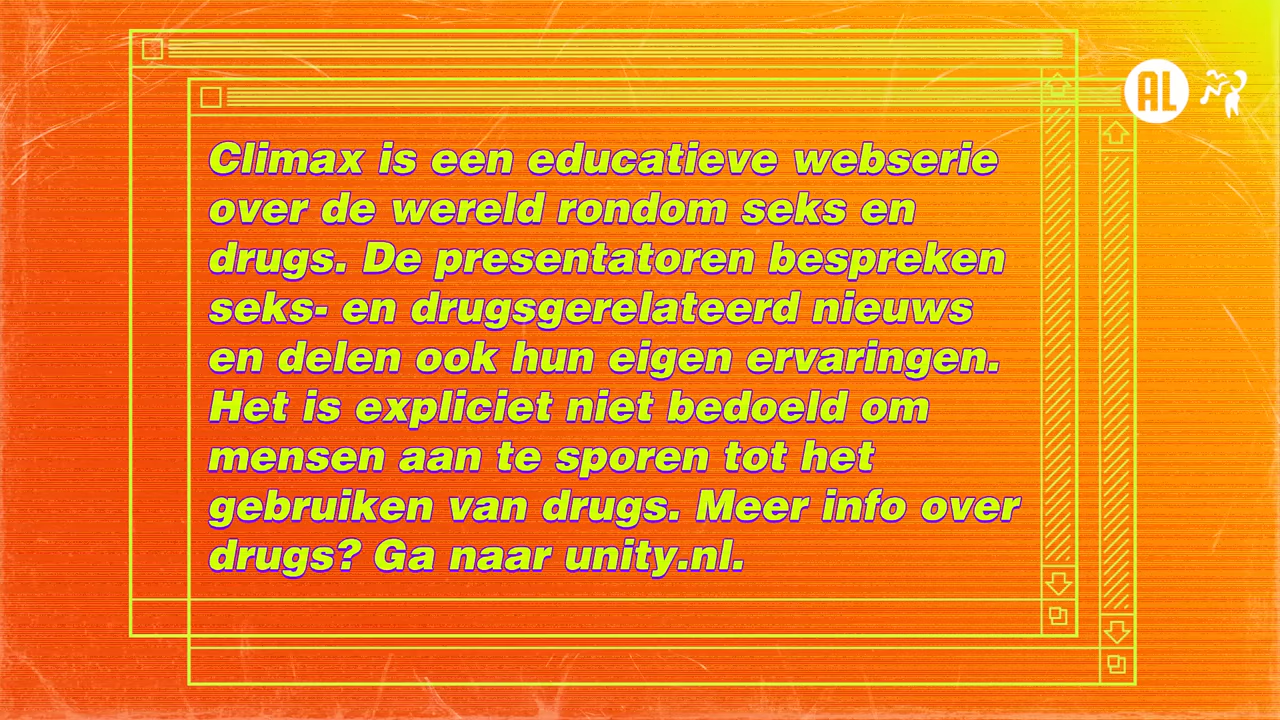 AL
Climax is een educatieve webserie
over de wereld rondom seks en
drugs. De presentatoren bespreken
seks- en drugsgerelateerd nieuws
en delen ook hun eigen ervaringen.
Het is expliciet niet bedoeld om
mensen aan te sporen tot het
gebruiken van drugs. Meer info over
drugs? Ga naar unity.nl.